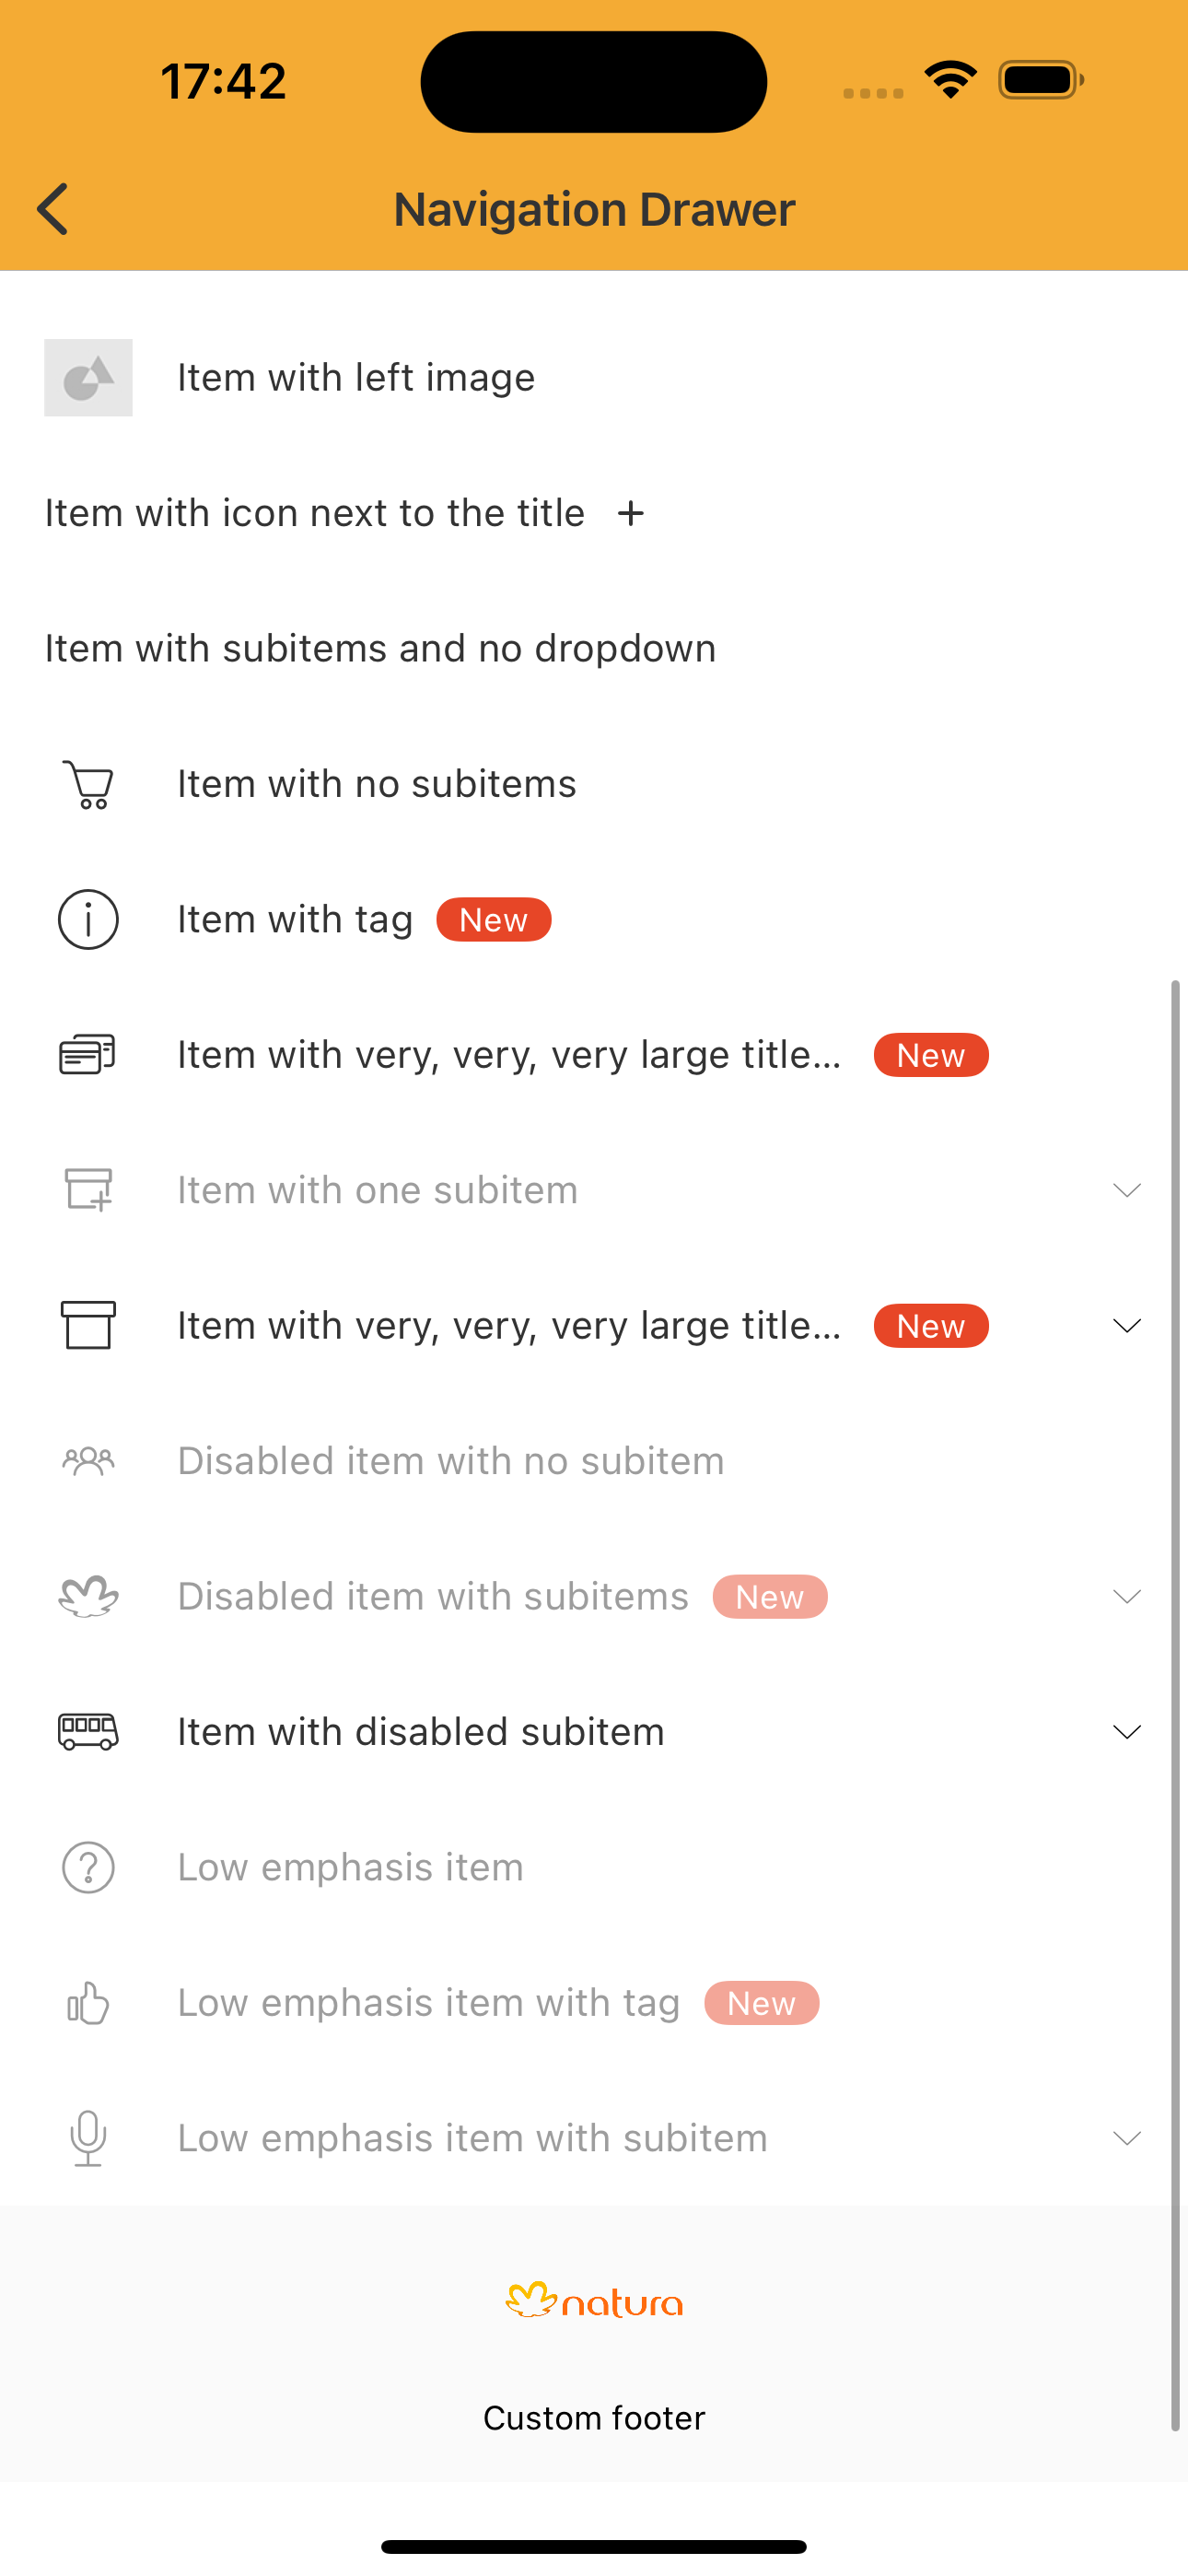 17:42
Navigation Drawer
Item with left image
Item with icon next to the title +
Item with subitems and no dropdown
Item with no subitems
Item with tag New
Item with very, very, very large title... New
Item with one subitem
Item with very, very, very large title... New
Disabled item with no subitem
Disabled item with subitems New
Item with disabled subitem
Low emphasis item
Low emphasis item with tag New
Low emphasis item with subitem
natura
Custom footer